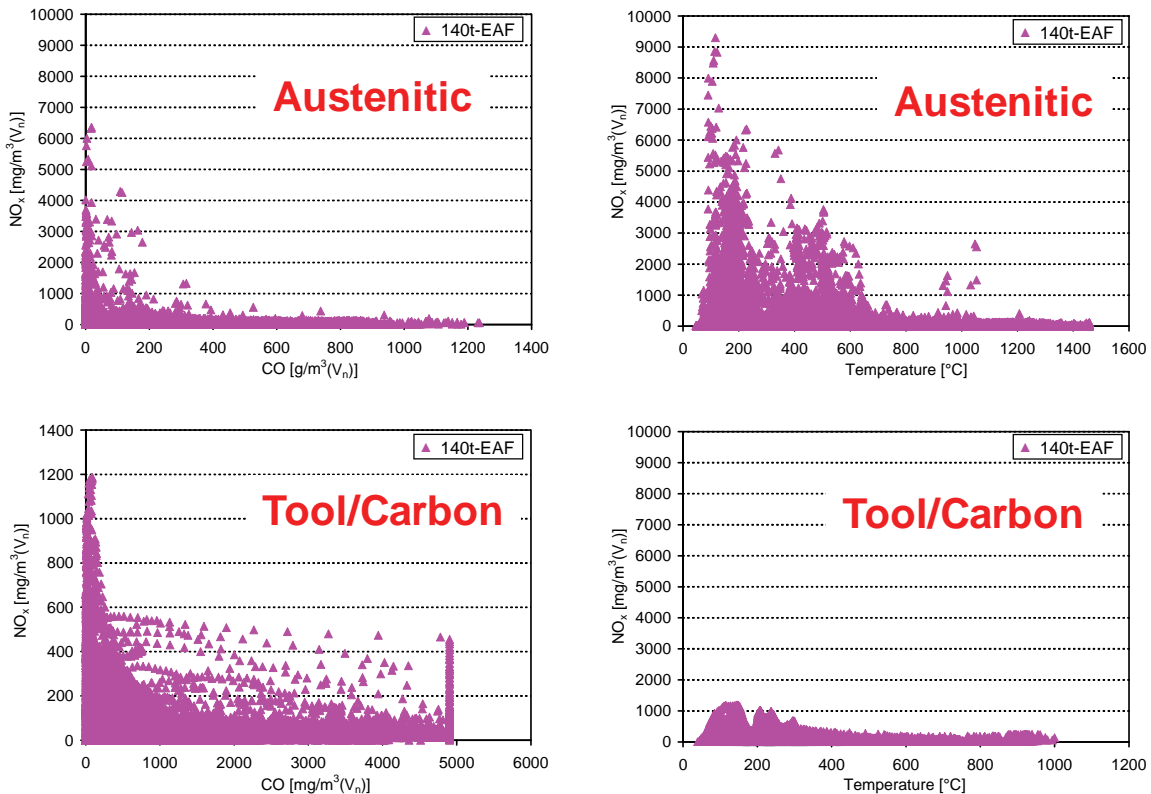 10000
9000
8000
7000
6000
5000
4000
3000
2000
1000
0
NOx [mg/m³(Vn)]
140t-EAF
Austenitic
0 200 400 600 800 1000 1200 1400
CO [g/m³(Vn)]
10000
9000
8000
7000
6000
5000
4000
3000
2000
1000
0
NOx [mg/m³(Vn)]
140t-EAF
Austenitic
0 200 400 600 800 1000 1200 1400 1600
Temperature [°C]
1400
1200
1000
800
600
400
200
0
NOx [mg/m³(Vn)]
140t-EAF
Tool/Carbon
0 1000 2000 3000 4000 5000 6000
CO [mg/m³(Vn)]
10000
9000
8000
7000
6000
5000
4000
3000
2000
1000
0
NOx [mg/m³(Vn)]
140t-EAF
Tool/Carbon
0 200 400 600 800 1000 1200
Temperature [°C]